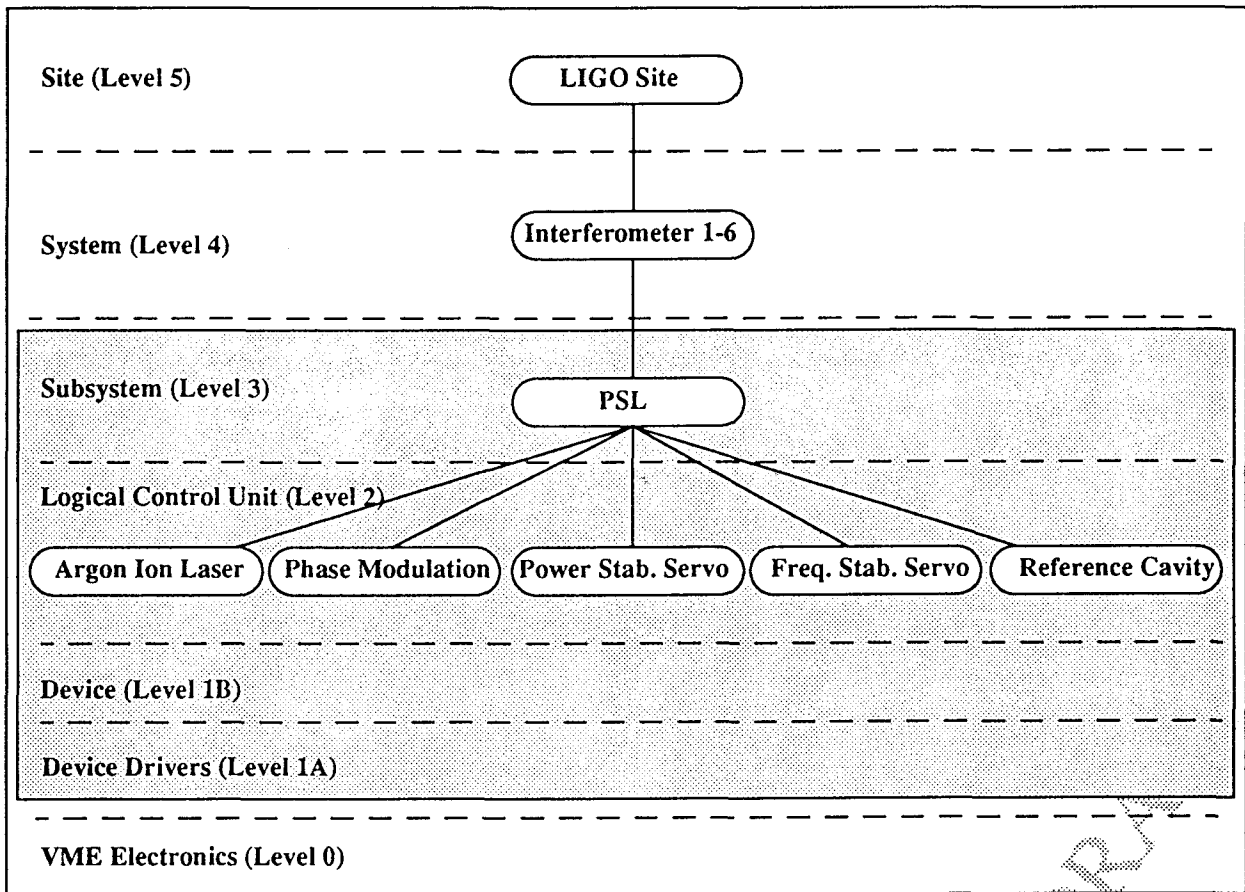 Site (Level 5)
LIGO Site
System (Level 4)
Interferometer 1-6
Subsystem (Level 3)
PSL
Logical Control Unit (Level 2)
Argon Ion Laser
Phase Modulation
Power Stab. Servo
Freq. Stab. Servo
Reference Cavity
Device (Level 1B)
Device Drivers (Level 1A)
VME Electronics (Level 0)